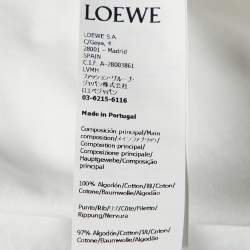 LOEWE
LOEWE S.A.
C/Goya, 4
28001 - Madrid
SPAIN
C.I.F. A-28003861
LVMH
ファッション・グループ・
ジャパン株式会社
ロエベジャパン
03-6215-6116
Made in Portugal
Composición principal/Main
composition/メインファブリック/
Composition principal/
Composizione principale/
Hauptgewebe/Composição
principal
100% Algodón/Cotton/綿/Coton/
Cotone/Baumwolle/Algodão
Punto/Rib/リブ/Côte/Filetto/
Rippung/Nervura
97% Algodón/Cotton/綿/Coton/
Cotone/Baumwolle/Algodão